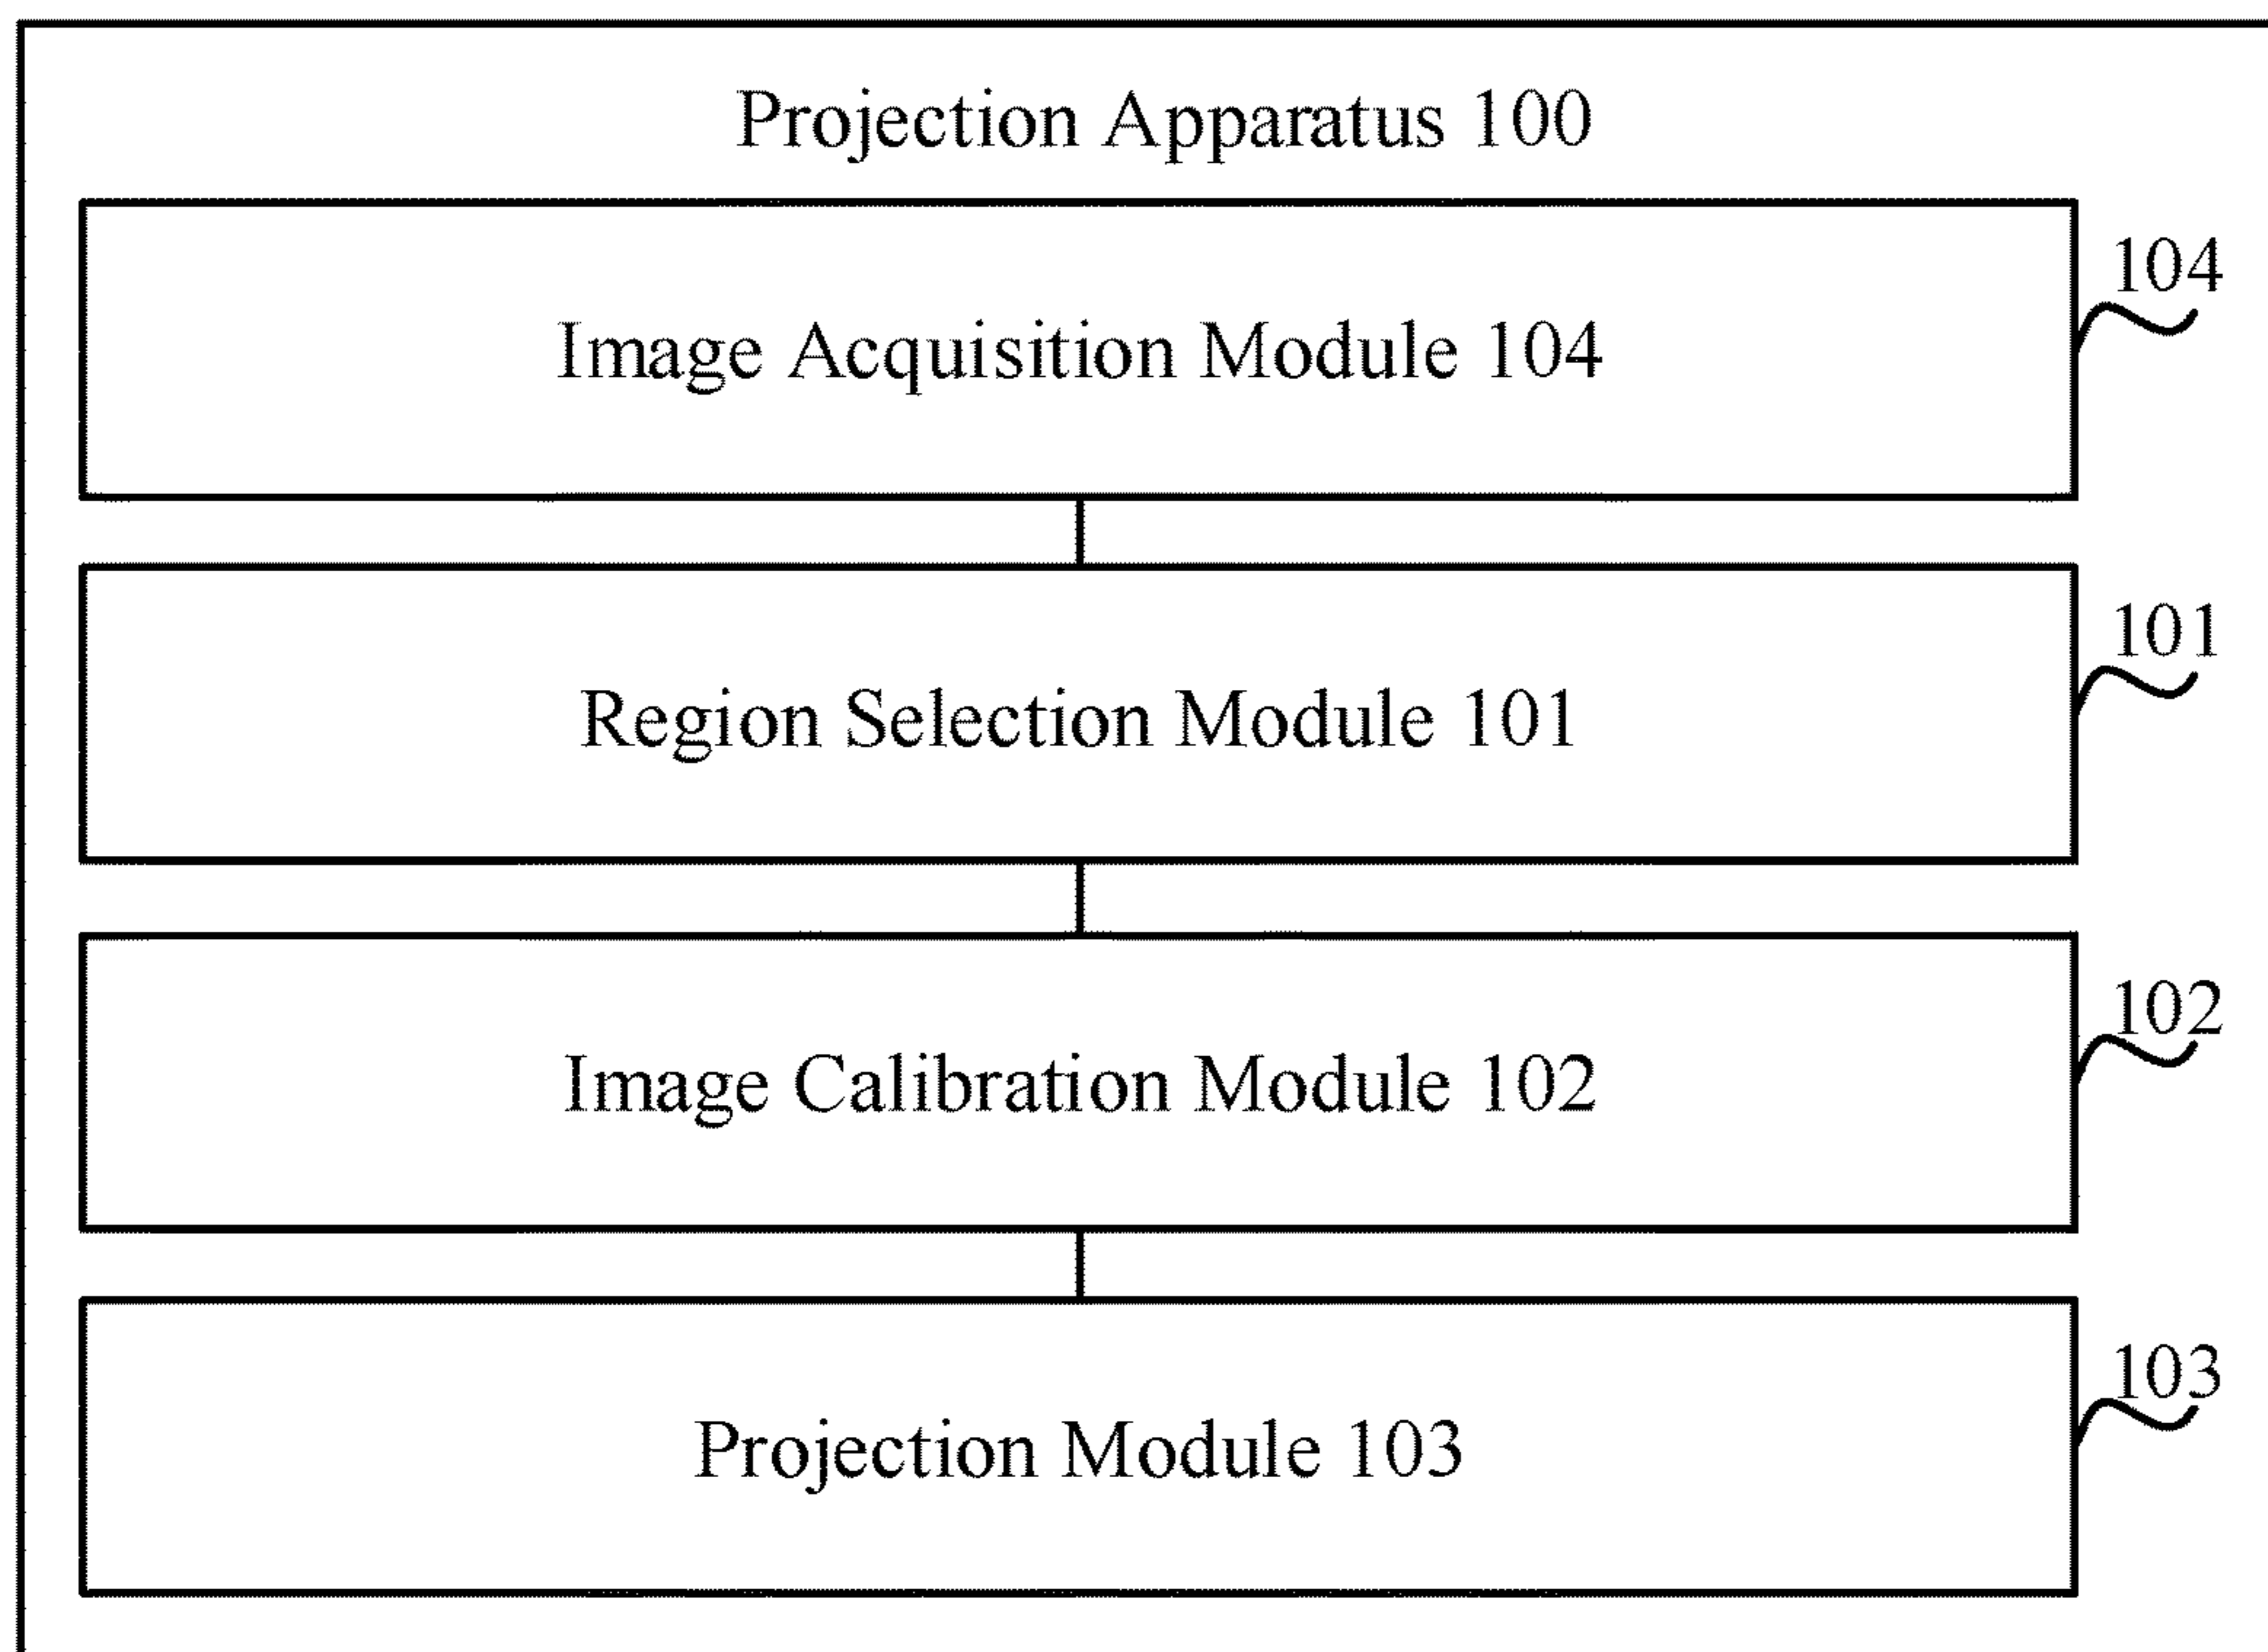 Projection Apparatus 100
104
Image Acquisition Module 104
101
Region Selection Module 101
102
Image Calibration Module 102
103
Projection Module 103